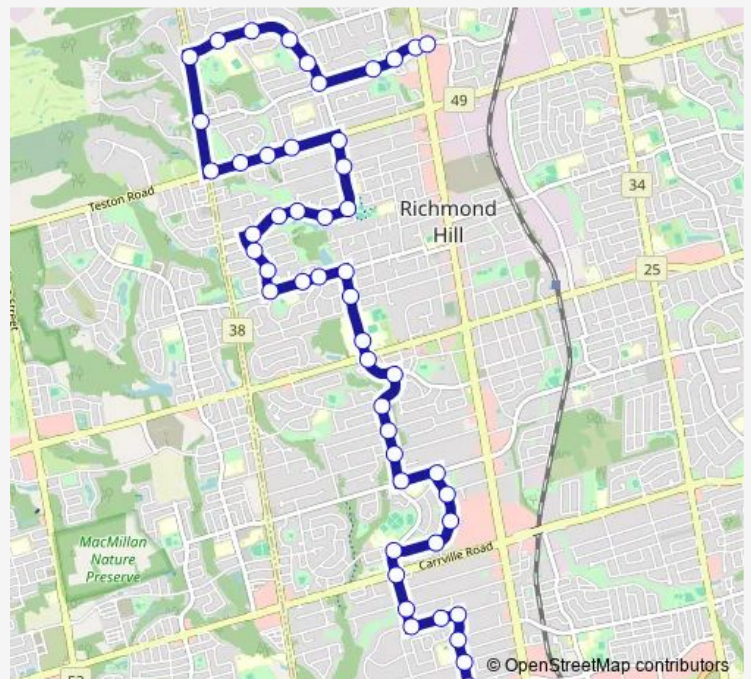 49
Teston Road
34
Richmond
Hill
25
38
MacMillan
Nature
Preserve
Carrville Road
© OpenStreetMap contributors